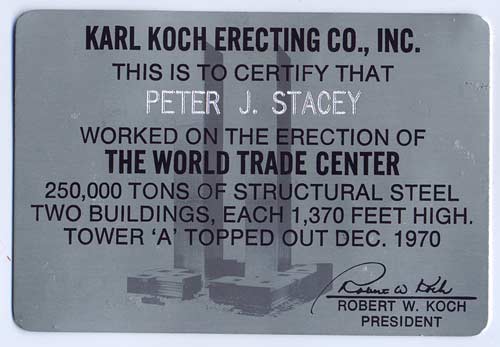 KARL KOCH ERECTING CO., INC.
THIS IS TO CERTIFY THAT
PETER J. STACEY
WORKED ON THE ERECTION OF
THE WORLD TRADE CENTER
250,000 TONS OF STRUCTURAL STEEL
TWO BUILDINGS, EACH 1,370 FEET HIGH.
TOWER 'A' TOPPED OUT DEC. 1970
Robert W Koch
ROBERT W. KOCH
PRESIDENT